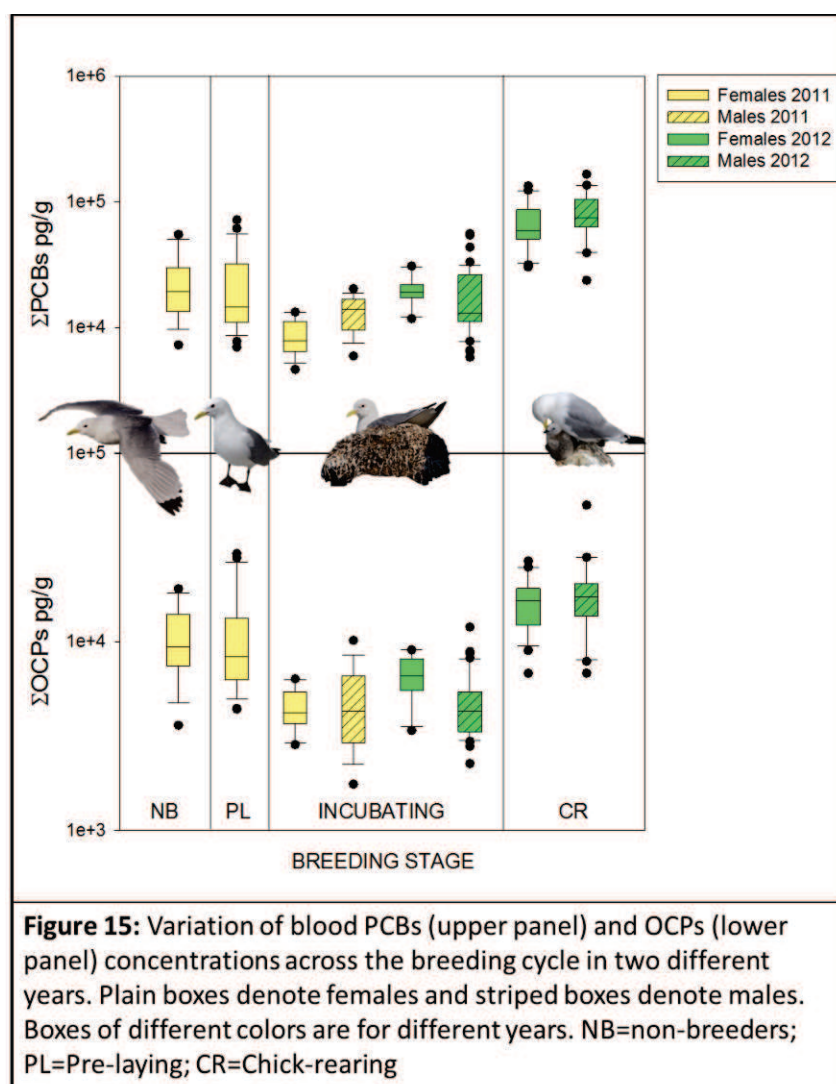 1e+6
Females 2011
Males 2011
Females 2012
Males 2012
1e+5
ΣPCBs pg/g
1e+4
1e+5
ΣOCPs pg/g
1e+4
NB PL INCUBATING CR
1e+3
BREEDING STAGE
Figure 15: Variation of blood PCBs (upper panel) and OCPs (lower
panel) concentrations across the breeding cycle in two different
years. Plain boxes denote females and striped boxes denote males.
Boxes of different colors are for different years. NB=non-breeders;
PL=Pre-laying; CR=Chick-rearing